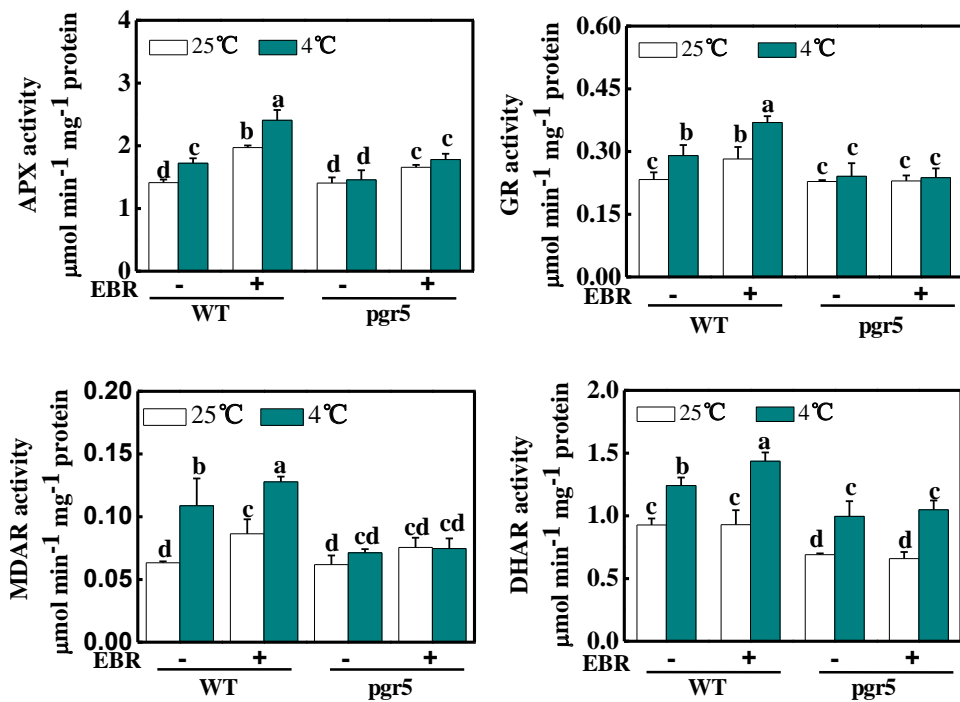 APX activity
μmol min-1 mg-1 protein
4
3
2
1
0
25℃ 4℃
d c b a d d c c
EBR - + - +
WT pgr5
GR activity
μmol min-1 mg-1 protein
0.60
0.45
0.30
0.15
0.00
25℃ 4℃
c b b a c c c c
EBR - + - +
WT pgr5
MDAR activity
μmol min-1 mg-1 protein
0.20
0.15
0.10
0.05
0.00
25℃ 4℃
d b c a d cd cd cd
EBR - + - +
WT pgr5
DHAR activity
μmol min-1 mg-1 protein
2.0
1.5
1.0
0.5
0.0
25℃ 4℃
c b c a d c d c
EBR - + - +
WT pgr5